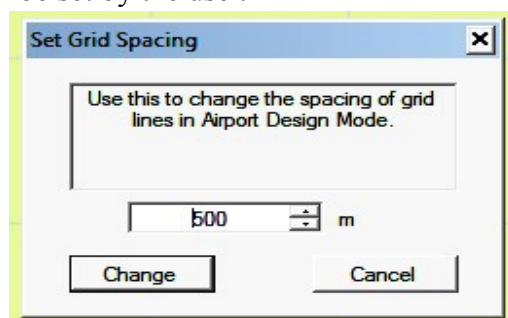 Set Grid Spacing
Use this to change the spacing of grid
lines in Airport Design Mode.
500 m
Change Cancel